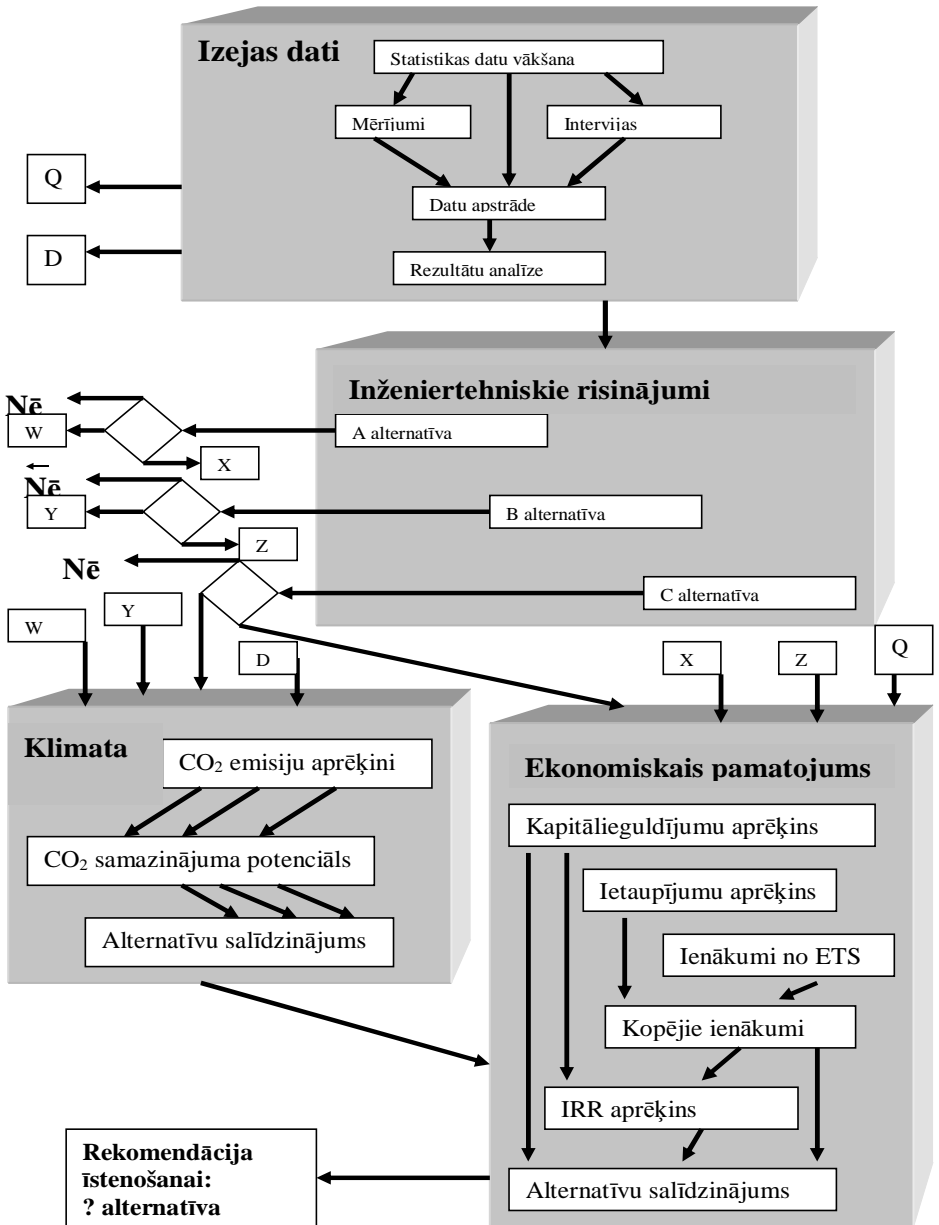 Izejas dati
Statistikas datu vākšana
Mērījumi
Intervijas
Q
Datu apstrāde
D
Rezultātu analīze
Inženiertehniskie risinājumi
Nē
W
A alternatīva
X
Nē
Y
B alternatīva
Z
Nē
C alternatīva
W
Y
D
X
Z
Q
Klimata
CO₂ emisiju aprēķini
CO₂ samazinājuma potenciāls
Alternatīvu salīdzinājums
Ekonomiskais pamatojums
Kapitālieguldījumu aprēķins
Ietaupījumu aprēķins
Ienākumi no ETS
Kopējie ienākumi
IRR aprēķins
Alternatīvu salīdzinājums
Rekomendācija
īstenošanai:
? alternatīva